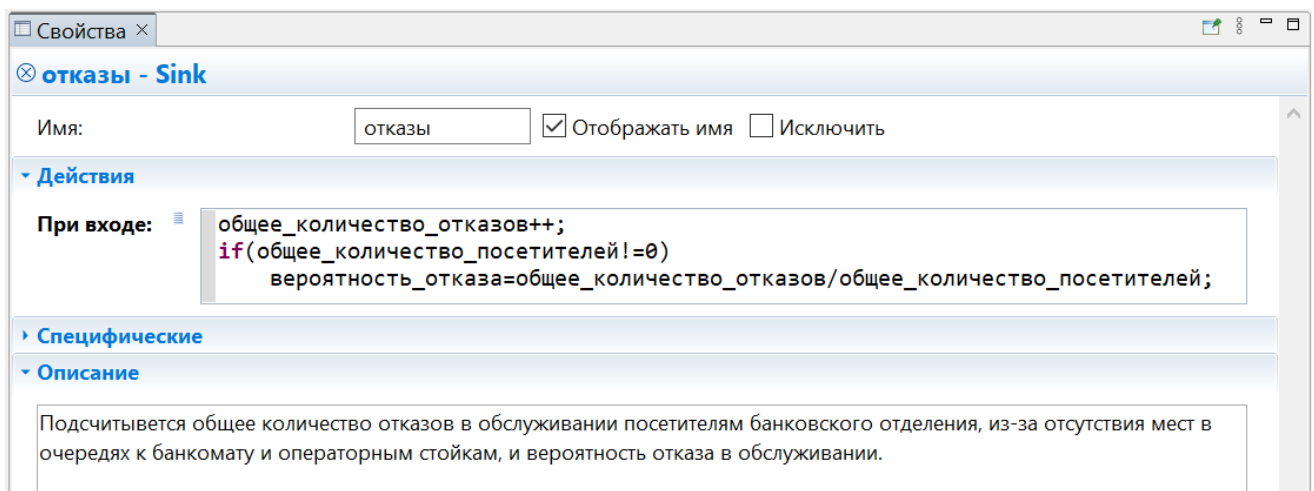 Свойства
отказы - Sink
Имя: отказы Отображать имя Исключить
Действия
При входе: общее_количество_отказов++;
if(общее_количество_посетителей!=0)
вероятность_отказа=общее_количество_отказов/общее_количество_посетителей;
Специфические
Описание
Подсчитывется общее количество отказов в обслуживании посетителям банковского отделения, из-за отсутствия мест в
очередях к банкомату и операторным стойкам, и вероятность отказа в обслуживании.